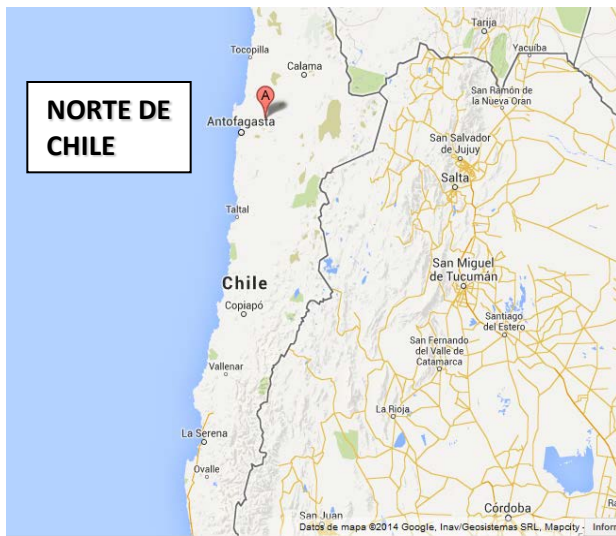 NORTE DE
CHILE
Tarija
Tocopilla
Yacuiba
Calama
A
San Ramón de
la Nueva Oran
Antofagasta
San Salvador
de Jujuy
Salta
Taltal
San Miguel
de Tucumán
Chile
Copiapó
Santiago
del Estero
San Fernando
del Valle de
Catamarca
Vallenar
La Rioja
La Serena
Ovalle
Córdoba
San Juan
Datos de mapa ©2014 Google, Inav/Geosistemas SRL, Mapcity - Inform